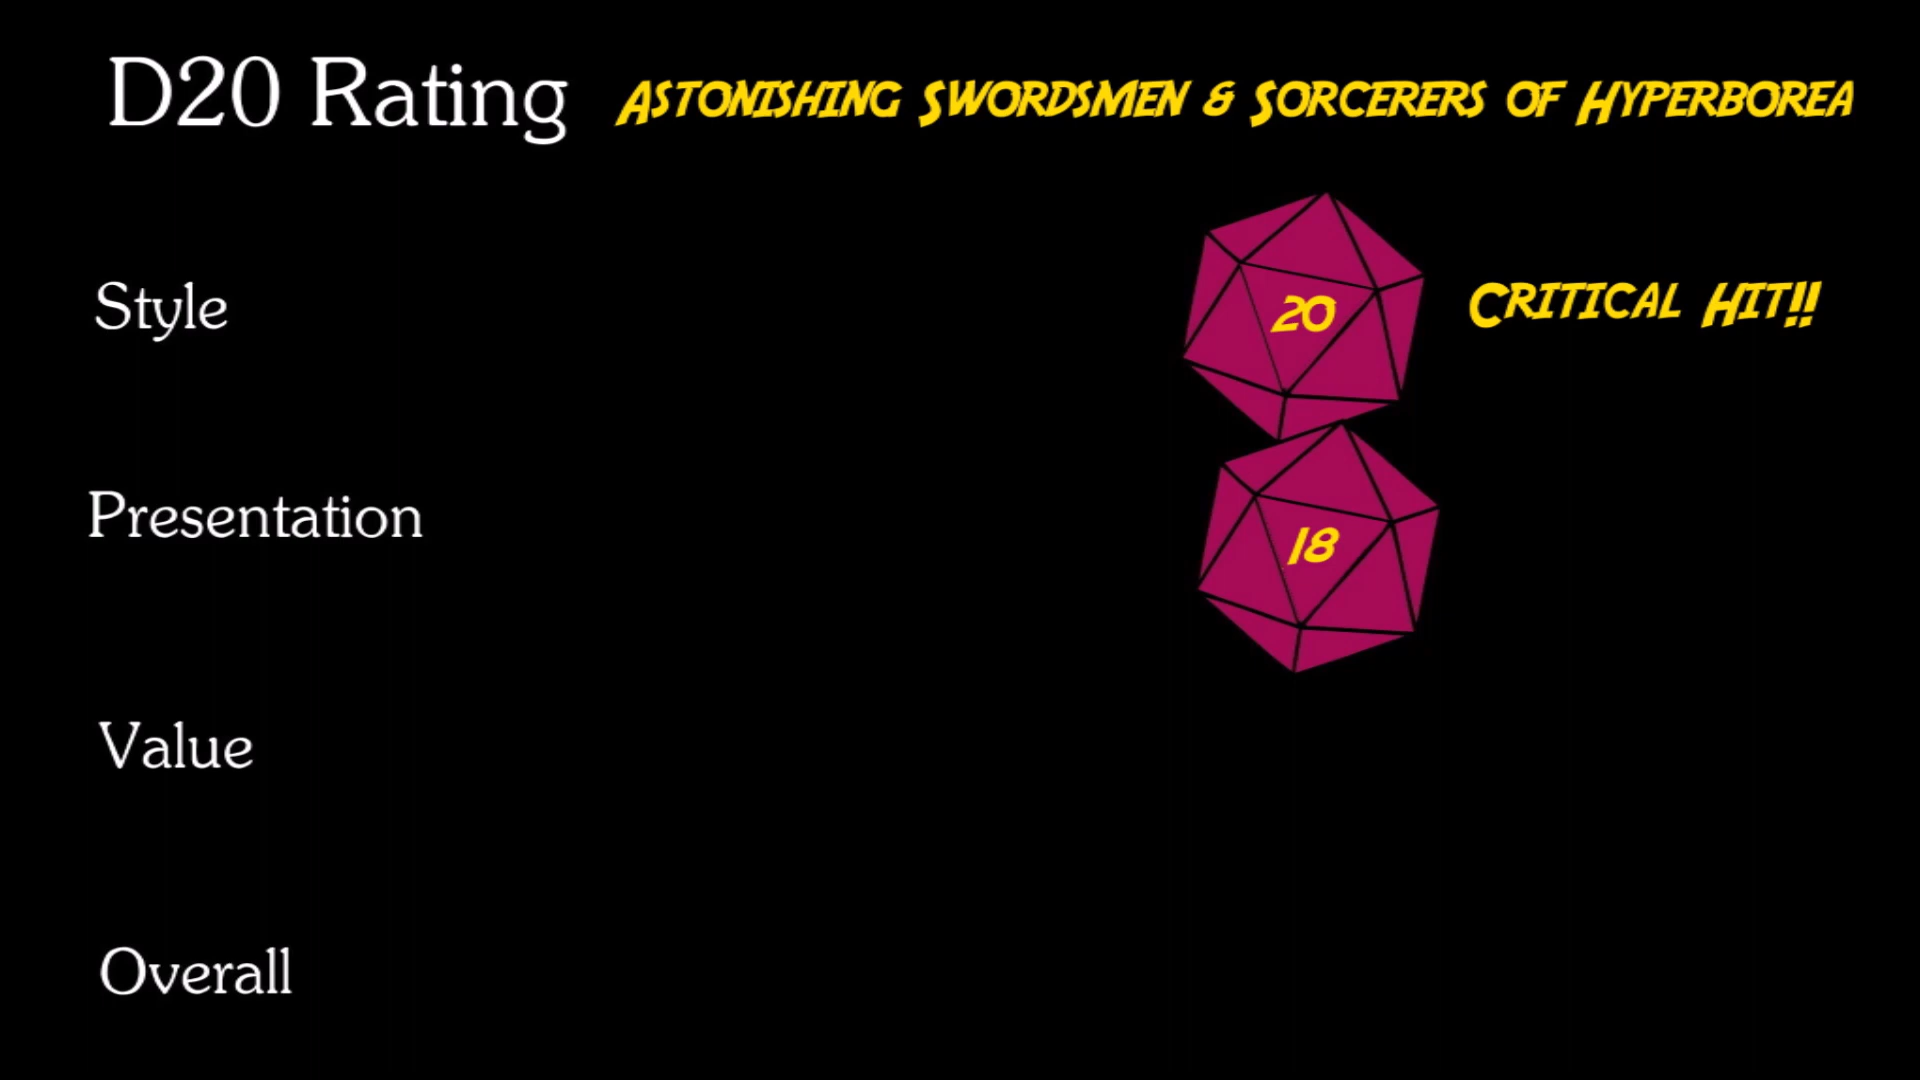 D20 Rating Astonishing Swordsmen & Sorcerers of Hyperborea
Style 20 Critical Hit!!
Presentation 18
Value
Overall